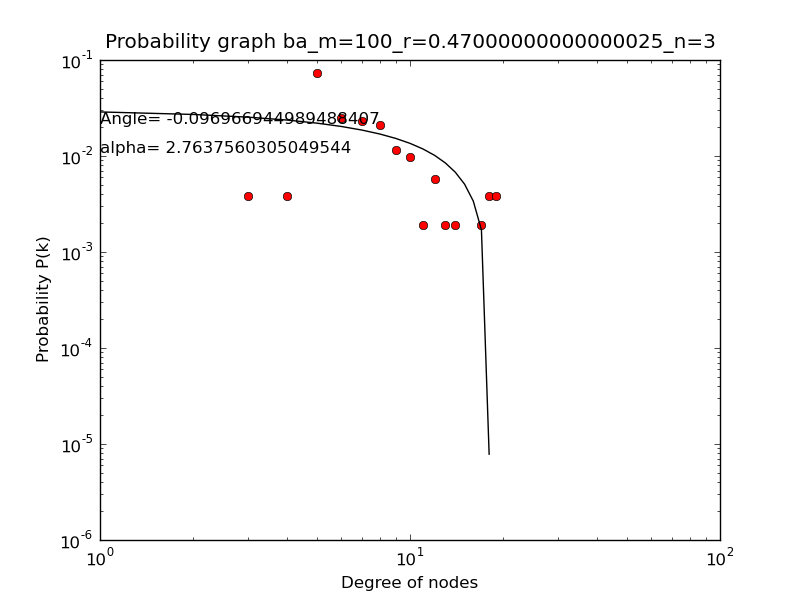 Probability graph ba_m=100_r=0.47000000000000025_n=3
10^-1
Angle= -0.096966944989488407
alpha= 2.7637560305049544
10^-2
10^-3
Probability P(k)
10^-4
10^-5
10^-6
10^0 10^1 10^2
Degree of nodes